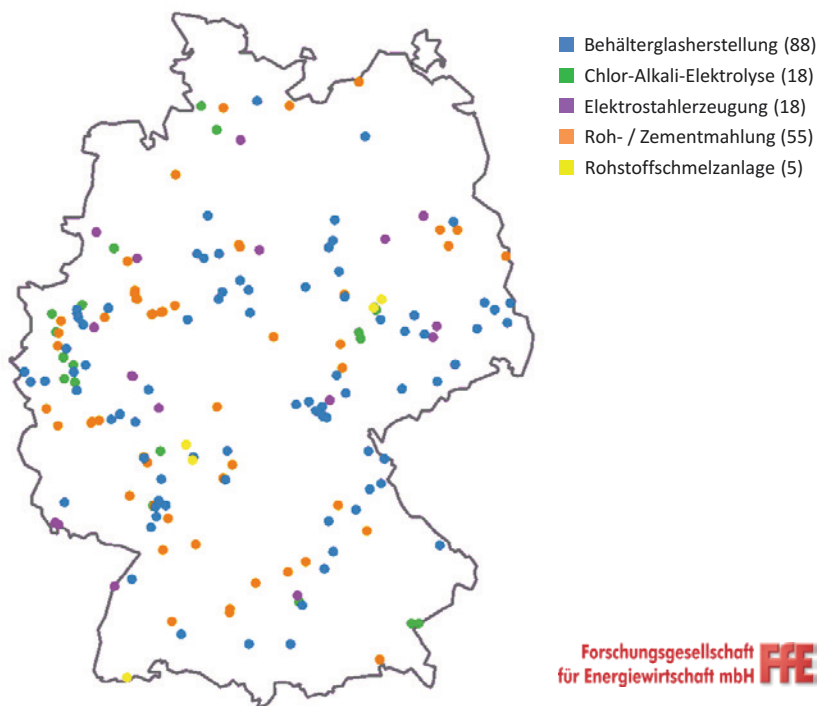 Behälterglasherstellung (88)
Chlor-Alkali-Elektrolyse (18)
Elektrostahlerzeugung (18)
Roh- / Zementmahlung (55)
Rohstoffschmelzanlage (5)
Forschungsgesellschaft
für Energiewirtschaft mbH FfE